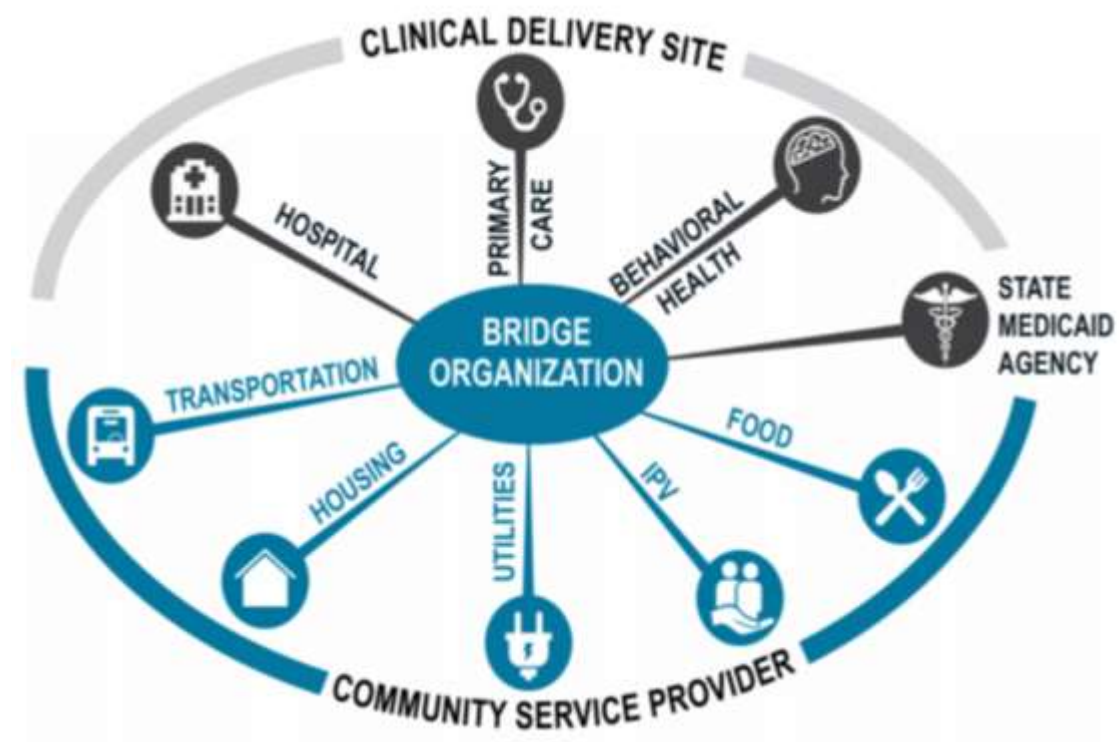 CLINICAL DELIVERY SITE
HOSPITAL
PRIMARY
CARE
BEHAVIORAL
HEALTH
STATE
MEDICAID
AGENCY
BRIDGE
ORGANIZATION
TRANSPORTATION
HOUSING
UTILITIES
IPV
FOOD
COMMUNITY SERVICE PROVIDER